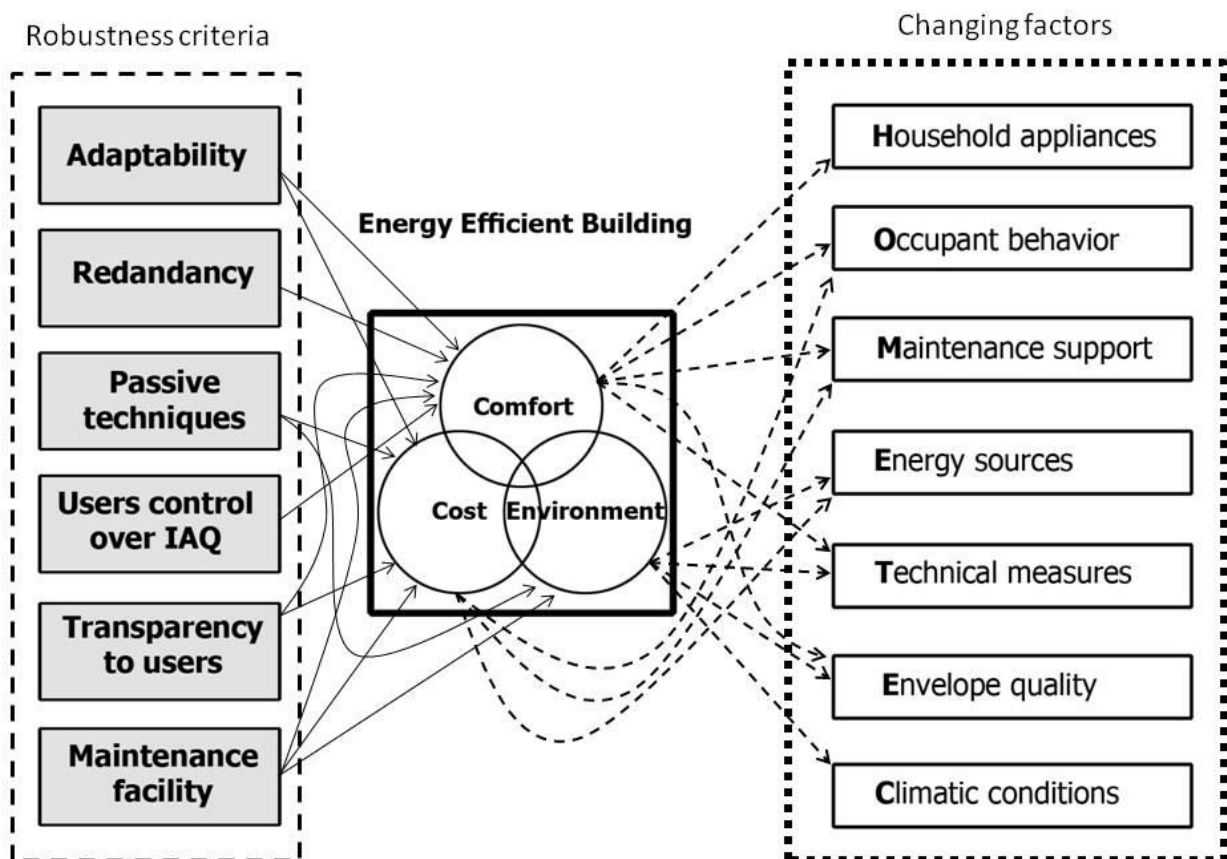 Robustness criteria
Adaptability
Redandancy
Passive
techniques
Users control
over IAQ
Transparency
to users
Maintenance
facility
Energy Efficient Building
Comfort
Cost
Environment
Changing factors
Household appliances
Occupant behavior
Maintenance support
Energy sources
Technical measures
Envelope quality
Climatic conditions